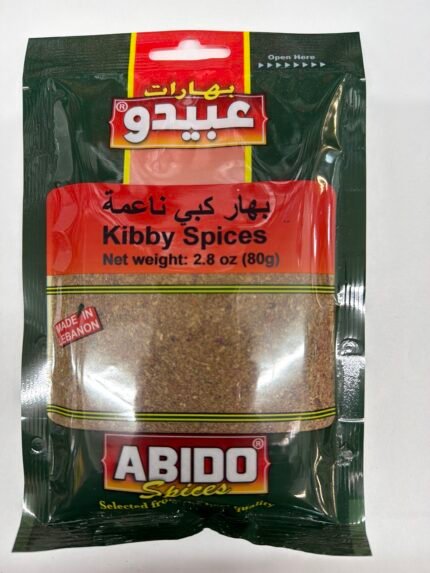 Open Here
بهارات
عبيدو®
بهار كبي ناعمة
Kibby Spices
Net weight: 2.8 oz (80g)
MADE IN
LEBANON
ABIDO®
Spices
Selected